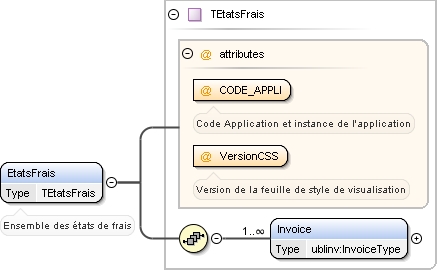 TEtatsFrais
@ attributes
@ CODE_APPLI
Code Application et instance de l'application
@ VersionCSS
Version de la feuille de style de visualisation
EtatsFrais
Type TEtatsFrais
Ensemble des états de frais
1..∞
Invoice
Type ublinv:InvoiceType